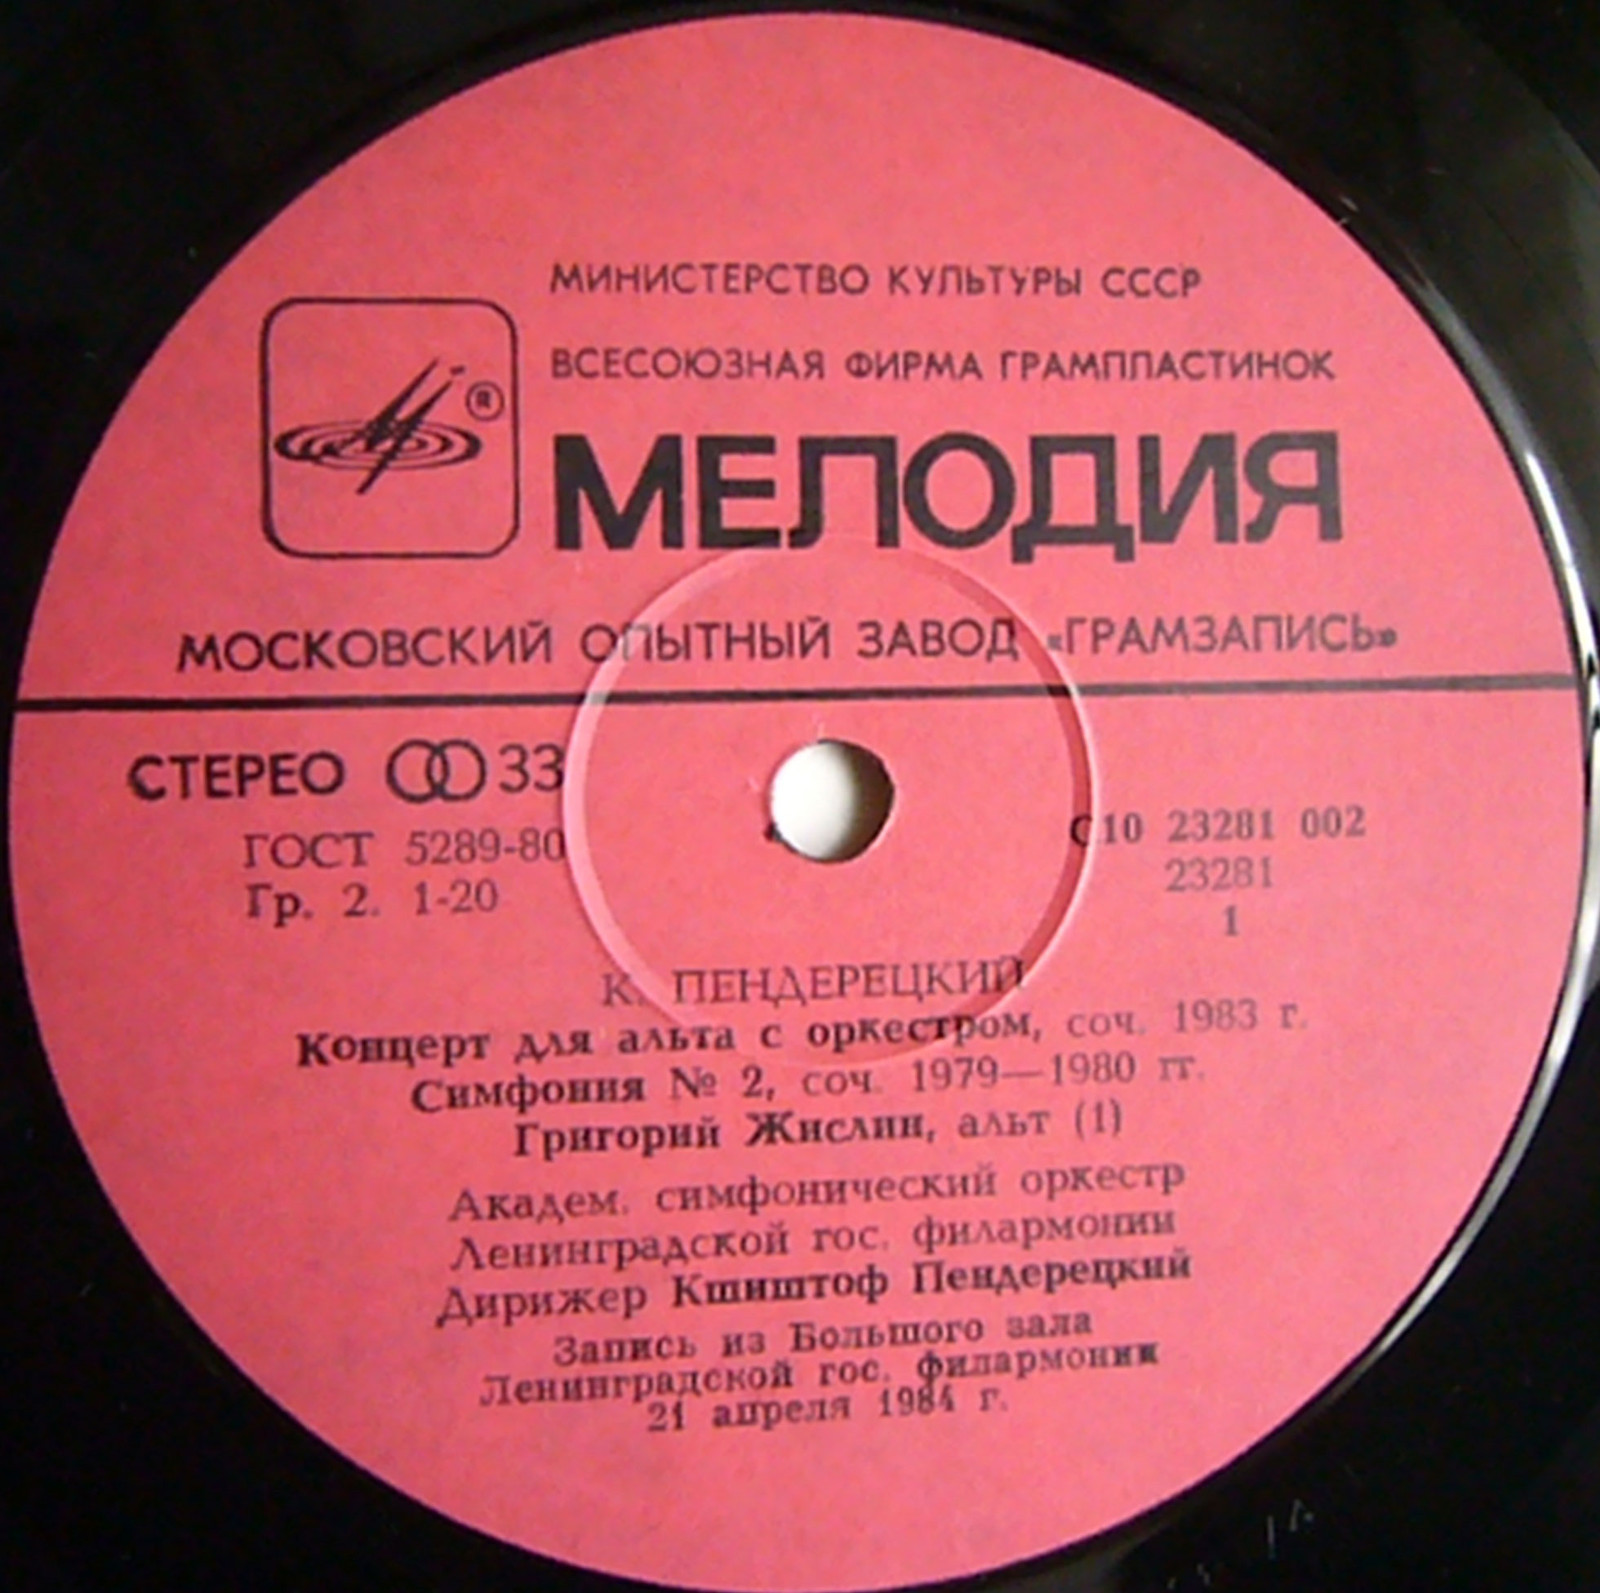 МИНИСТЕРСТВО КУЛЬТУРЫ СССР
ВСЕСОЮЗНАЯ ФИРМА ГРАМПЛАСТИНОК
®
МЕЛОДИЯ
МОСКОВСКИЙ ОПЫТНЫЙ ЗАВОД «ГРАМЗАПИСЬ»
СТЕРЕО 33
ГОСТ 5289-80
Гр. 2. 1-20
С10 23281 002
23281
1
К. ПЕНДЕРЕЦКИЙ
Концерт для альта с оркестром, соч. 1983 г.
Симфония № 2, соч. 1979—1980 гг.
Григорий Жислин, альт (1)
Академ. симфонический оркестр
Ленинградской гос. филармонии
Дирижер Кшиштоф Пендерецкий
Запись из Большого зала
Ленинградской гос. филармонии
21 апреля 1984 г.